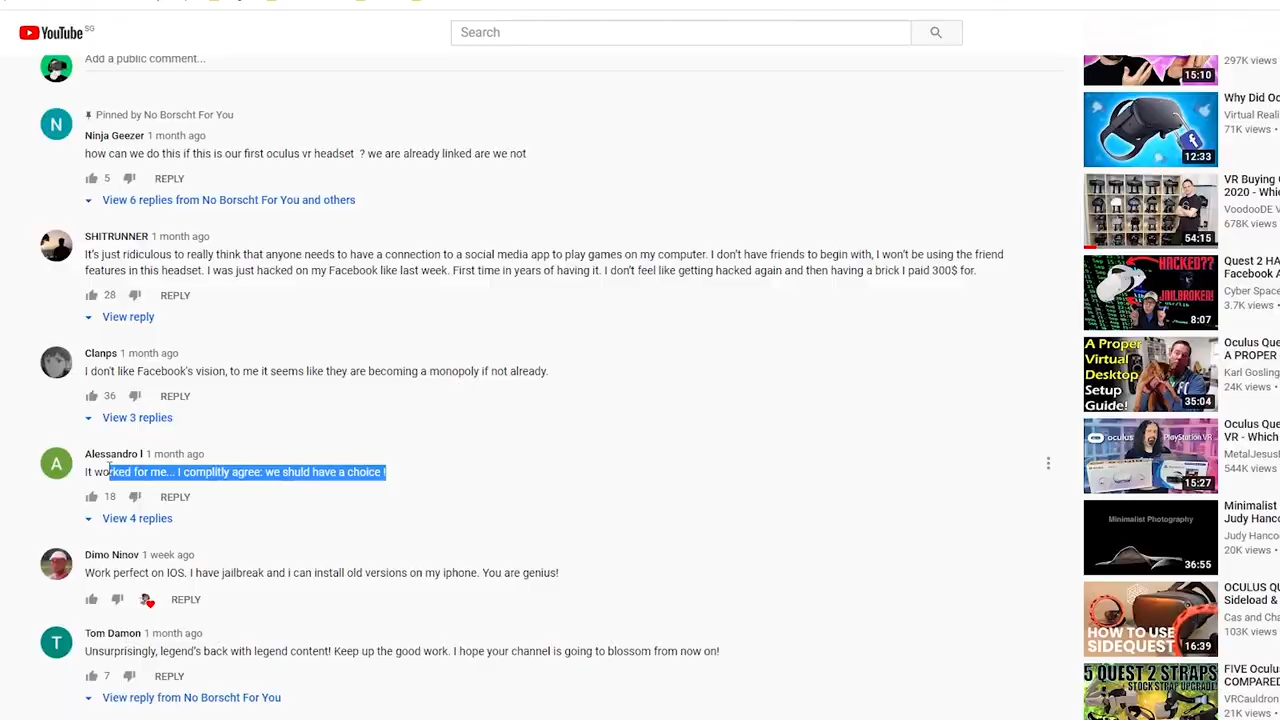 YouTube SG
Search
Add a public comment...
N
Pinned by No Borscht For You
Ninja Geezer 1 month ago
how can we do this if this is our first oculus vr headset ? we are already linked are we not
5 REPLY
View 6 replies from No Borscht For You and others
SHITRUNNER 1 month ago
It's just ridiculous to really think that anyone needs to have a connection to a social media app to play games on my computer. I don't have friends to begin with, I won't be using the friend
features in this headset. I was just hacked on my Facebook like last week. First time in years of having it. I don't feel like getting hacked again and then having a brick I paid 300$ for.
28 REPLY
View reply
Clanps 1 month ago
I don't like Facebook's vision, to me it seems like they are becoming a monopoly if not already.
36 REPLY
View 3 replies
A
Alessandro l 1 month ago
It worked for me... I complitly agree: we shuld have a choice !
18 REPLY
View 4 replies
Dimo Ninov 1 week ago
Work perfect on IOS. I have jailbreak and i can install old versions on my iphone. You are genius!
REPLY
T
Tom Damon 1 month ago
Unsurprisingly, legend's back with legend content! Keep up the good work. I hope your channel is going to blossom from now on!
7 REPLY
View reply from No Borscht For You
15:10
297K views
12:33
Why Did Oc
Virtual Reali
71K views •
54:15
VR Buying G
2020 - Whic
VoodooDE V
678K views •
HACKED??
JAILBROKEN!
8:07
Quest 2 HA
Facebook A
Cyber Space
3.7K views •
A Proper
Virtual
Desktop
Setup
Guide!
35:04
Oculus Que
A PROPER
Karl Gosling
24K views •
oculus
PlayStation VR
15:27
Oculus Que
VR - Which
MetalJesusR
544K views
Minimalist Photography
36:55
Minimalist
Judy Hanco
Judy Hanco
20K views •
HOW TO USE
SIDEQUEST
16:39
OCULUS QU
Sideload &
Cas and Cha
103K views
5 QUEST 2 STRAPS
STOCK STRAP UPGRADE!
FIVE Oculus
COMPARED
VRCauldron
21K views •